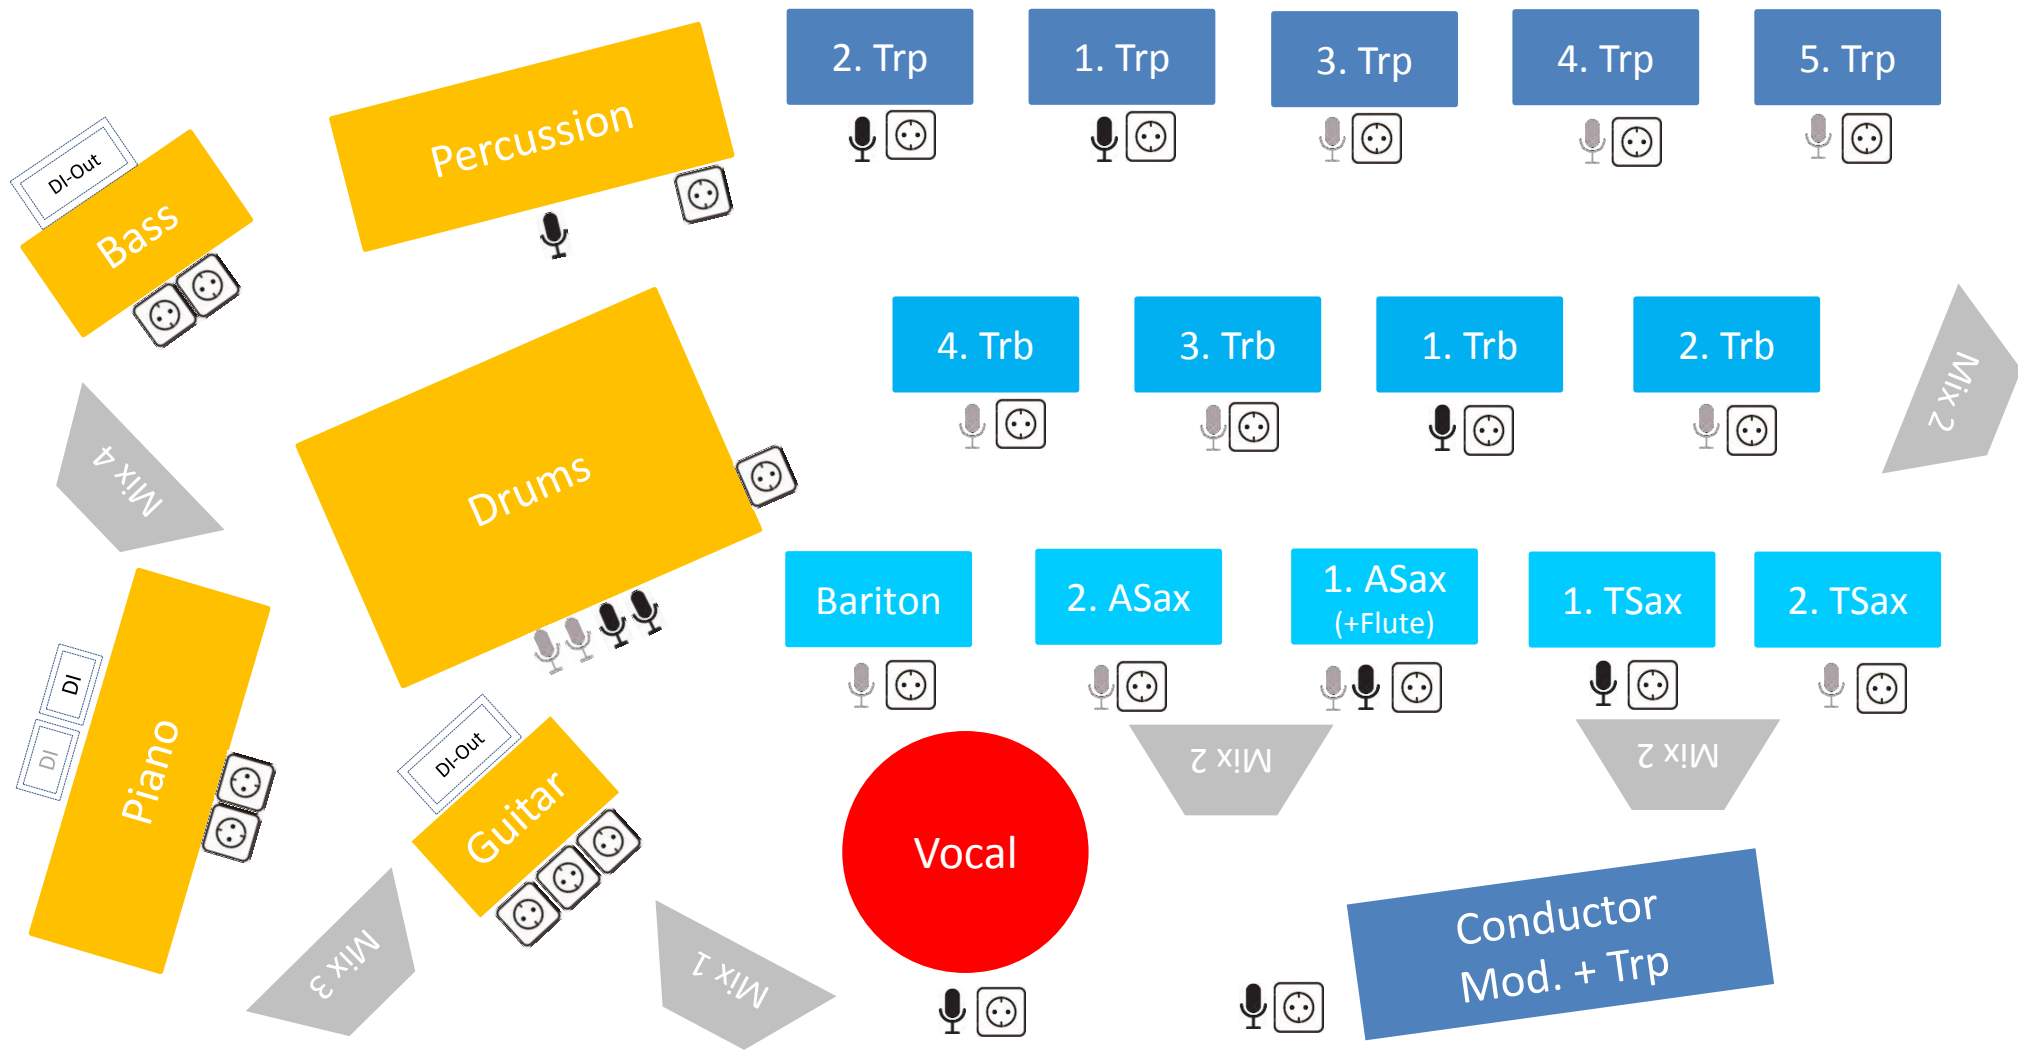 2. Trp
1. Trp
3. Trp
4. Trp
5. Trp
Percussion
DI-Out
Bass
4. Trb
3. Trb
1. Trb
2. Trb
Mix 2
Mix 4
Drums
Bariton
2. ASax
1. ASax
(+Flute)
1. TSax
2. TSax
DI
DI
Piano
DI-Out
Guitar
Mix 2
Mix 2
Vocal
Mix 3
Mix 1
Conductor
Mod. + Trp